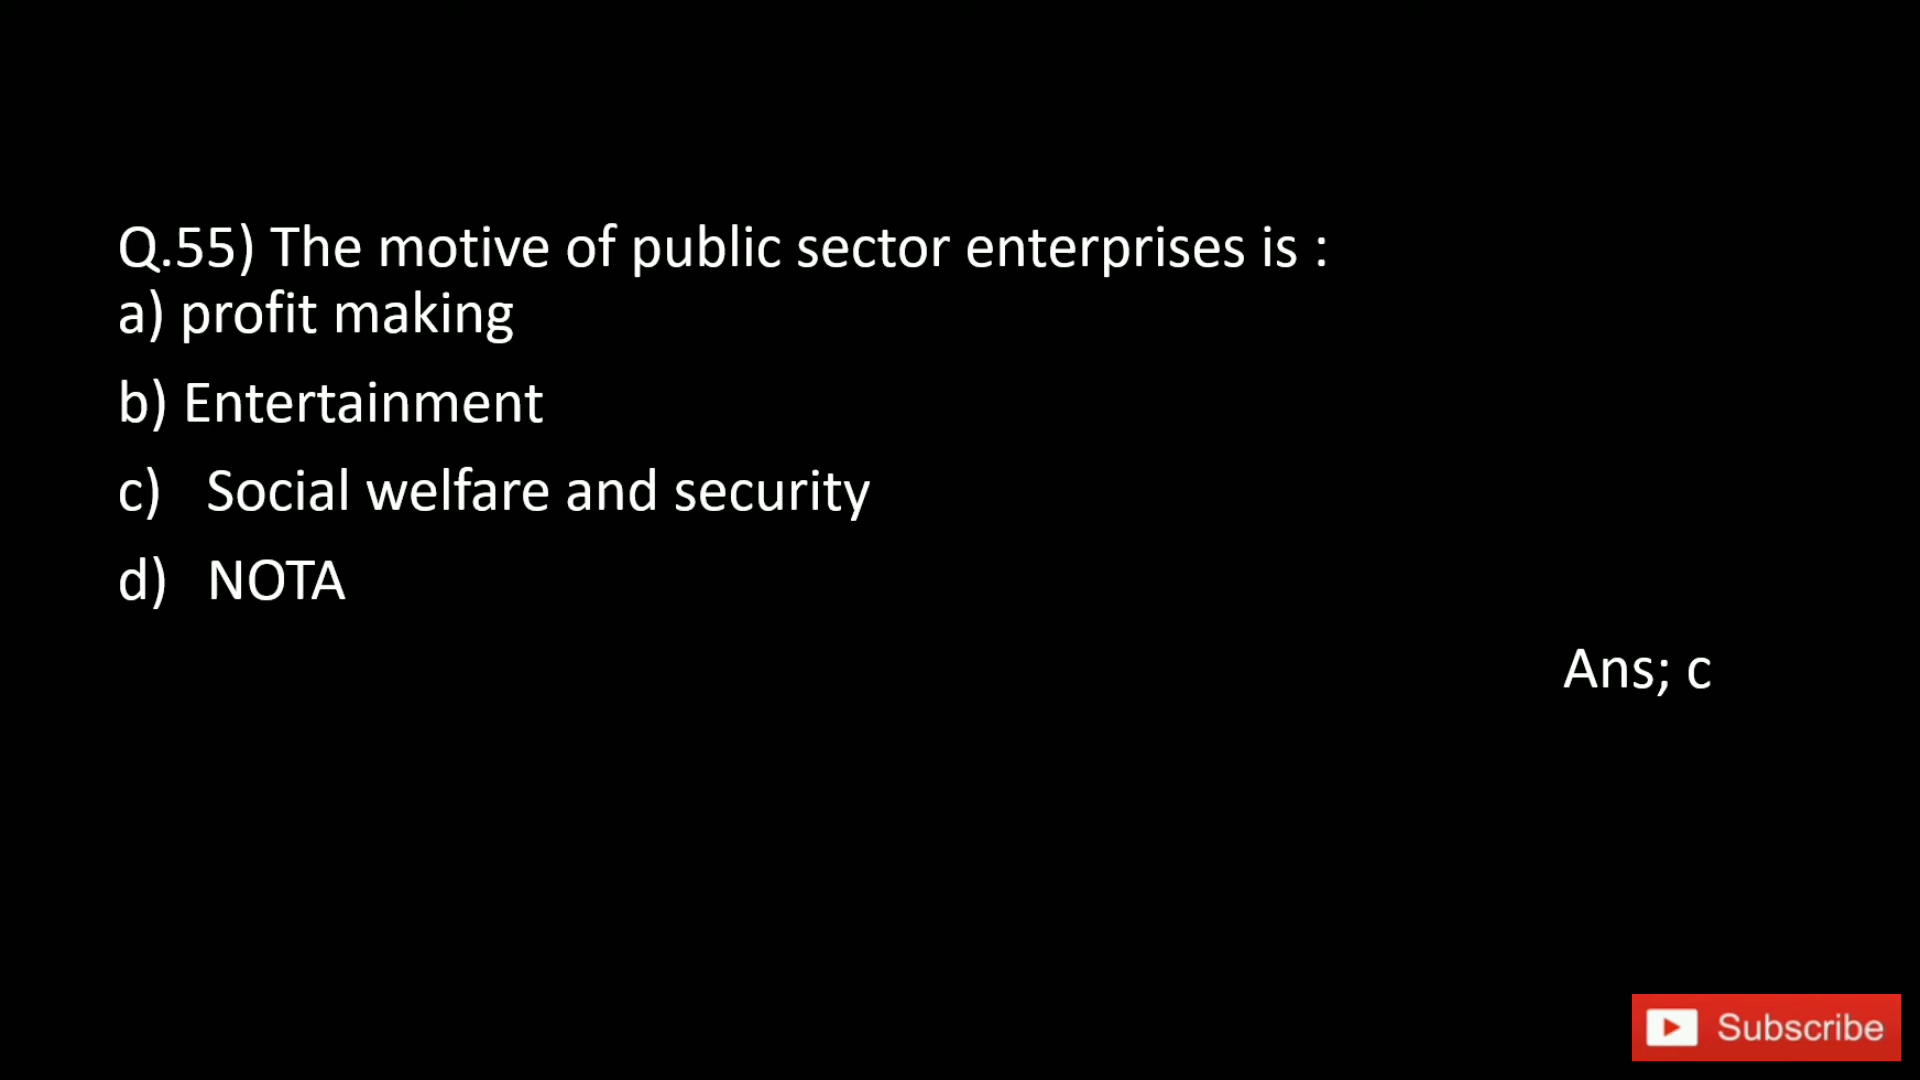 Q.55) The motive of public sector enterprises is :
a) profit making
b) Entertainment
c) Social welfare and security
d) NOTA
Ans; c
Subscribe